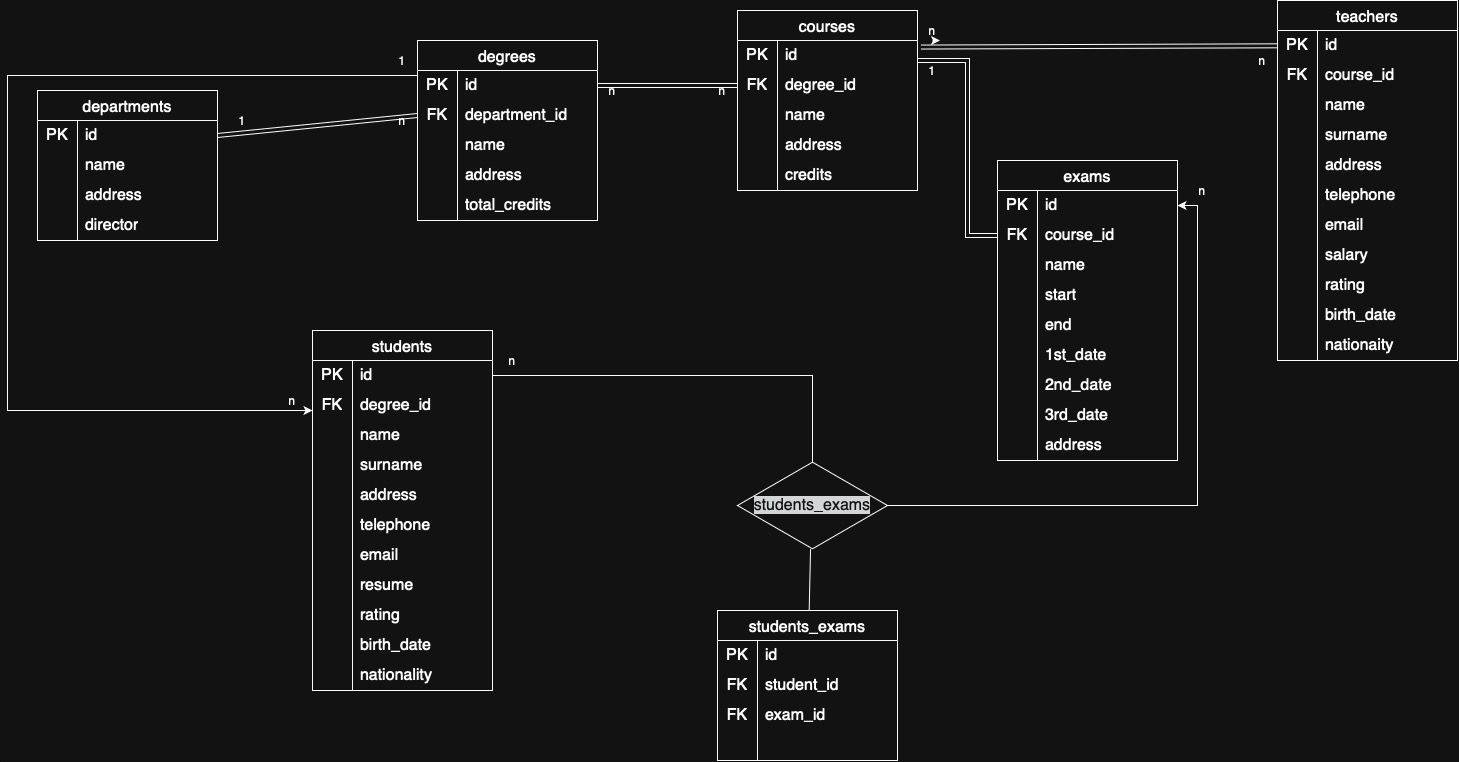 departments
PK id
name
address
director
1
n
1
degrees
PK id
FK department_id
name
address
total_credits
n
n
courses
PK id
FK degree_id
name
address
credits
n
n
1
teachers
PK id
FK course_id
name
surname
address
telephone
email
salary
rating
birth_date
nationaity
exams
PK id
FK course_id
name
start
end
1st_date
2nd_date
3rd_date
address
n
n
students
PK id
FK degree_id
name
surname
address
telephone
email
resume
rating
birth_date
nationality
n
students_exams
students_exams
PK id
FK student_id
FK exam_id